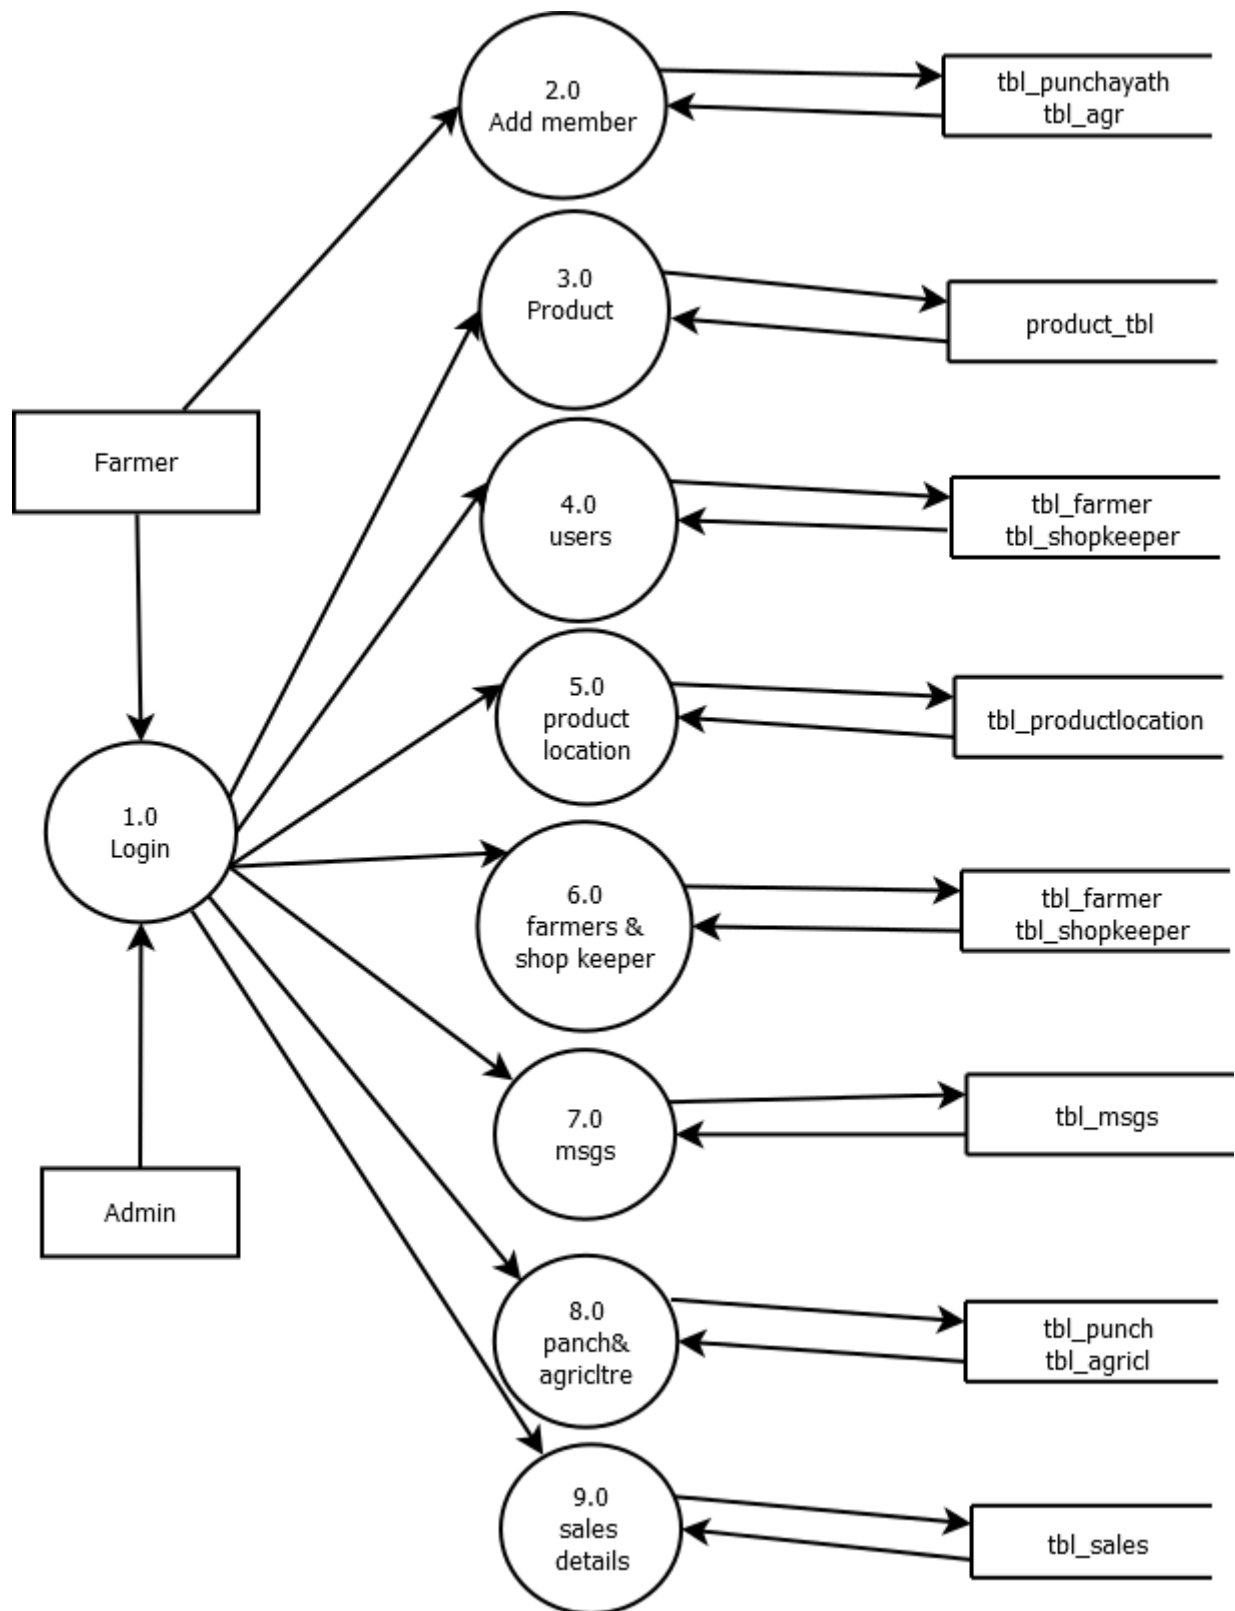 2.0
Add member
tbl_punchayath
tbl_agr
3.0
Product
product_tbl
Farmer
4.0
users
tbl_farmer
tbl_shopkeeper
5.0
product
location
tbl_productlocation
1.0
Login
6.0
farmers &
shop keeper
tbl_farmer
tbl_shopkeeper
7.0
msgs
tbl_msgs
Admin
8.0
panch&
agricltre
tbl_punch
tbl_agricl
9.0
sales
details
tbl_sales